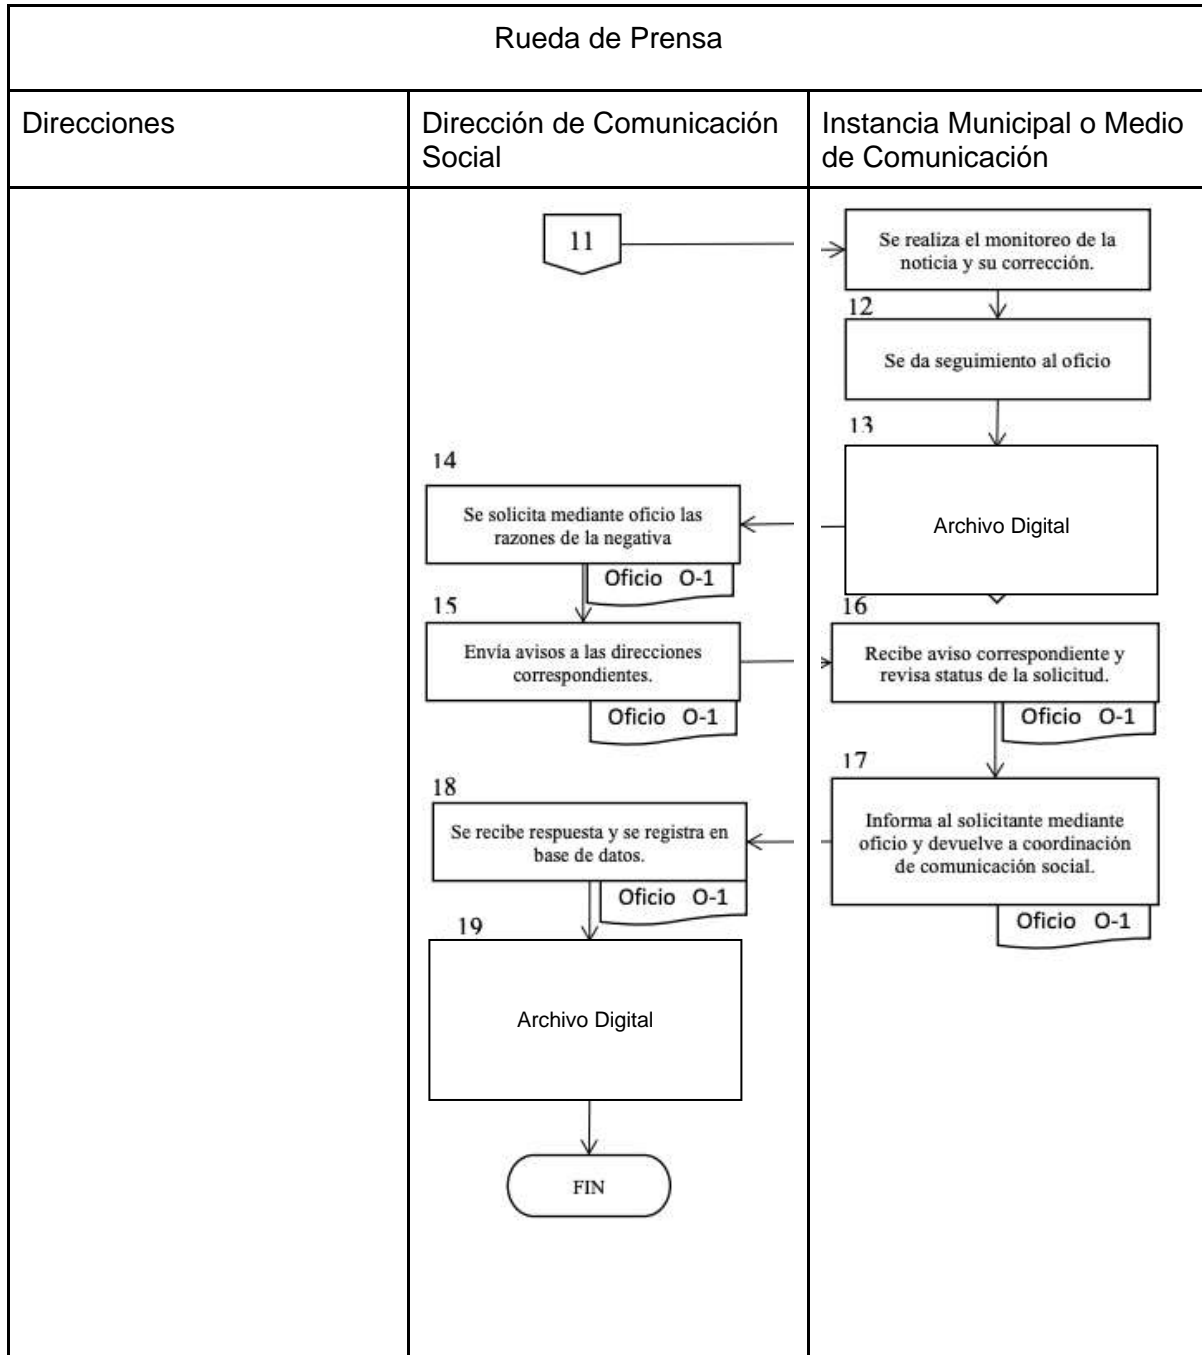 Rueda de Prensa
Direcciones
Dirección de Comunicación
Social
Instancia Municipal o Medio
de Comunicación
11
Se realiza el monitoreo de la
noticia y su corrección.
12
Se da seguimiento al oficio
13
Archivo Digital
14
Se solicita mediante oficio las
razones de la negativa
Oficio O-1
15
Envía avisos a las direcciones
correspondientes.
Oficio O-1
16
Recibe aviso correspondiente y
revisa status de la solicitud.
Oficio O-1
17
Informa al solicitante mediante
oficio y devuelve a coordinación
de comunicación social.
Oficio O-1
18
Se recibe respuesta y se registra en
base de datos.
Oficio O-1
19
Archivo Digital
FIN